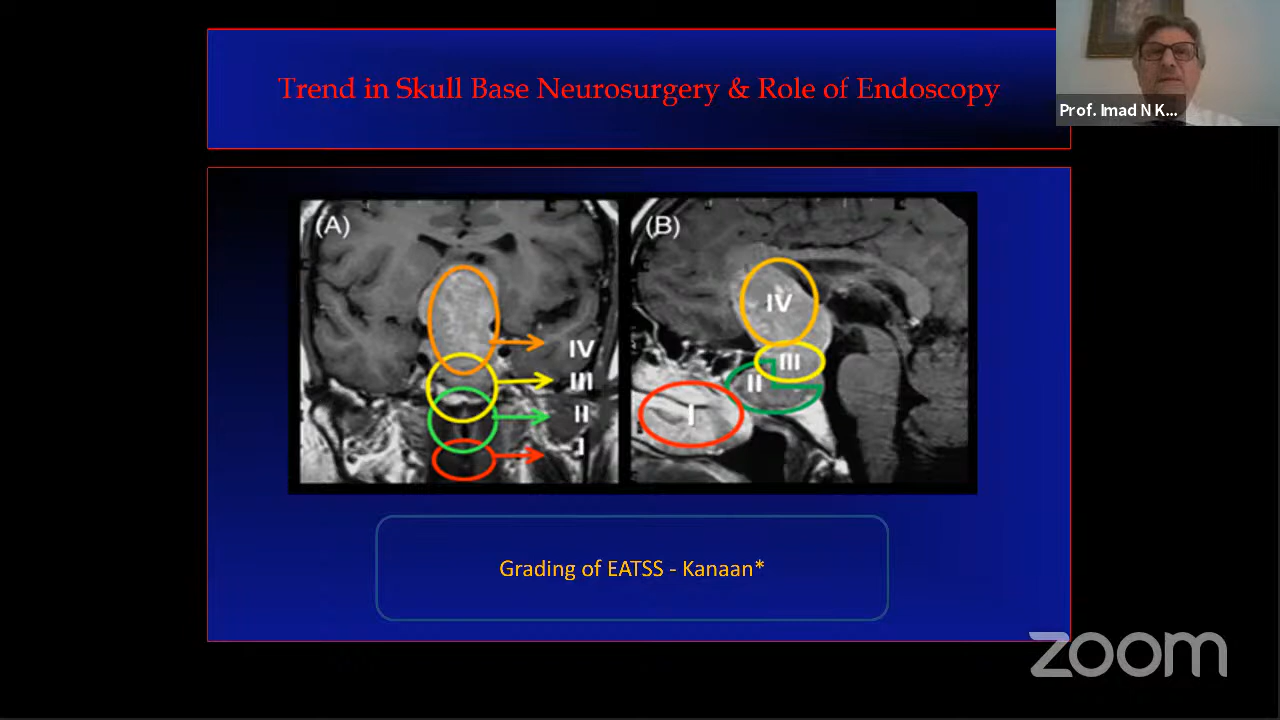 Trend in Skull Base Neurosurgery & Role of Endoscopy
Prof. Imad N K...
(A)
IV
III
II
I
(B)
IV
III
II
I
Grading of EATSS - Kanaan*
zoom